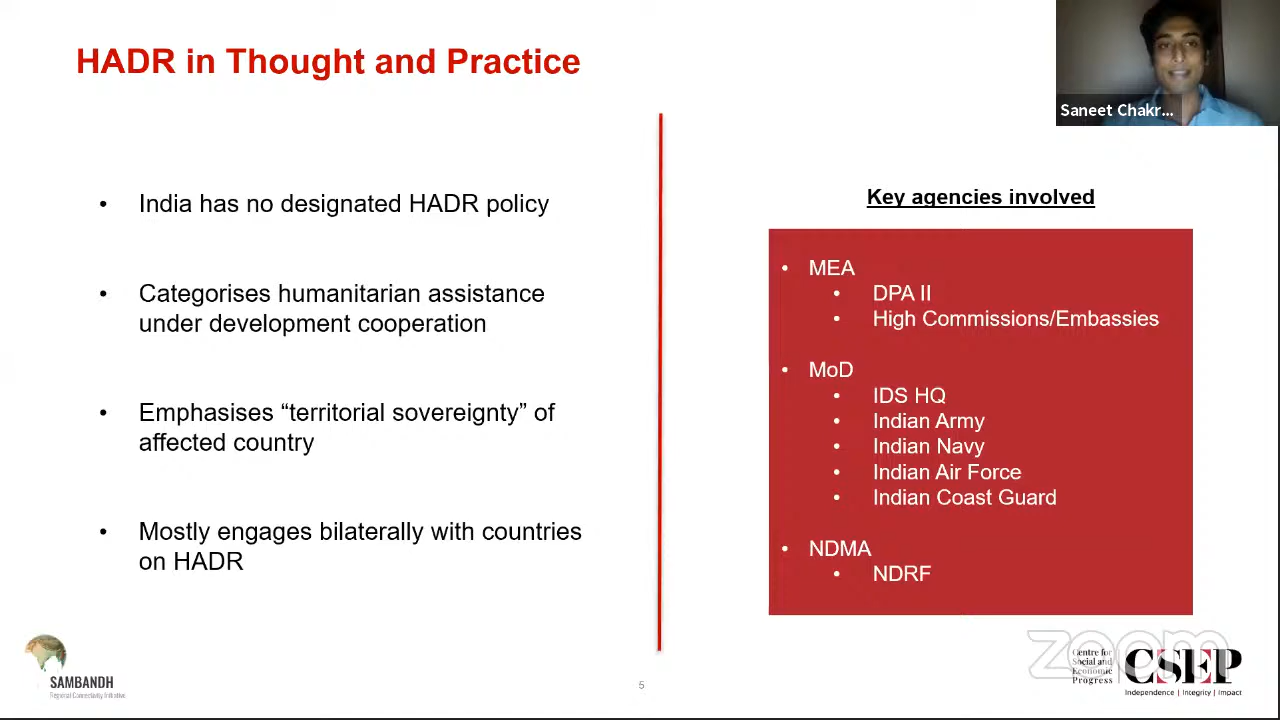 HADR in Thought and Practice
Saneet Chakr...
• India has no designated HADR policy
• Categorises humanitarian assistance
under development cooperation
• Emphasises “territorial sovereignty” of
affected country
• Mostly engages bilaterally with countries
on HADR
Key agencies involved
• MEA
• DPA II
• High Commissions/Embassies
• MoD
• IDS HQ
• Indian Army
• Indian Navy
• Indian Air Force
• Indian Coast Guard
• NDMA
• NDRF
SAMBANDH
Regional Connectivity Initiative
5
zoom
Centre for
Social and
Economic
Progress
CSEP
Independence | Integrity | Impact